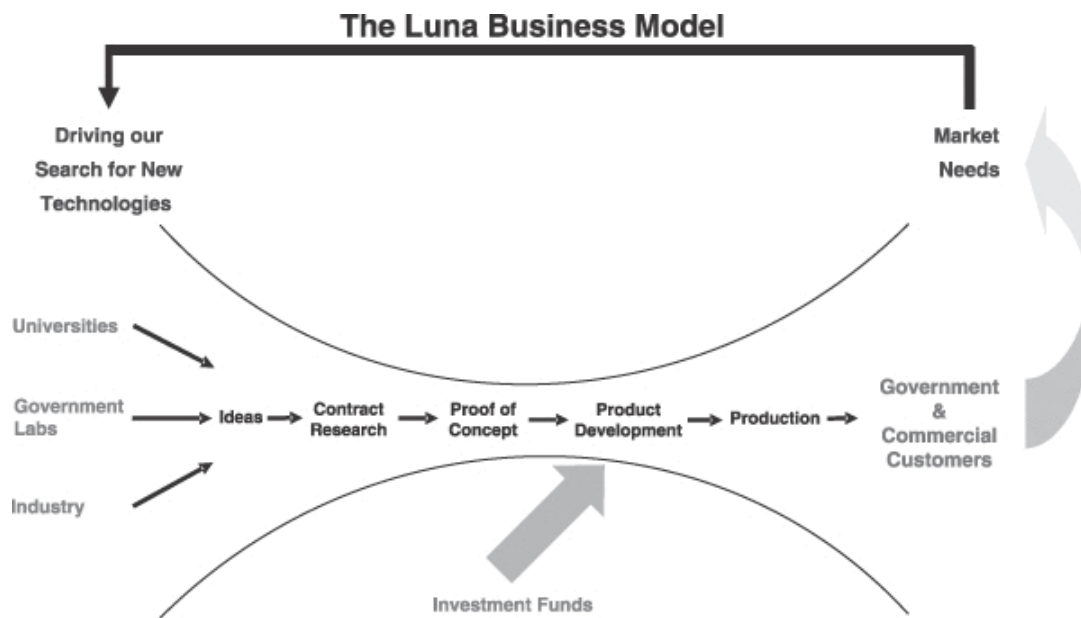 The Luna Business Model
Driving our
Search for New
Technologies
Market
Needs
Universities
Government
Labs
Industry
Ideas
Contract
Research
Proof of
Concept
Product
Development
Production
Government
&
Commercial
Customers
Investment Funds